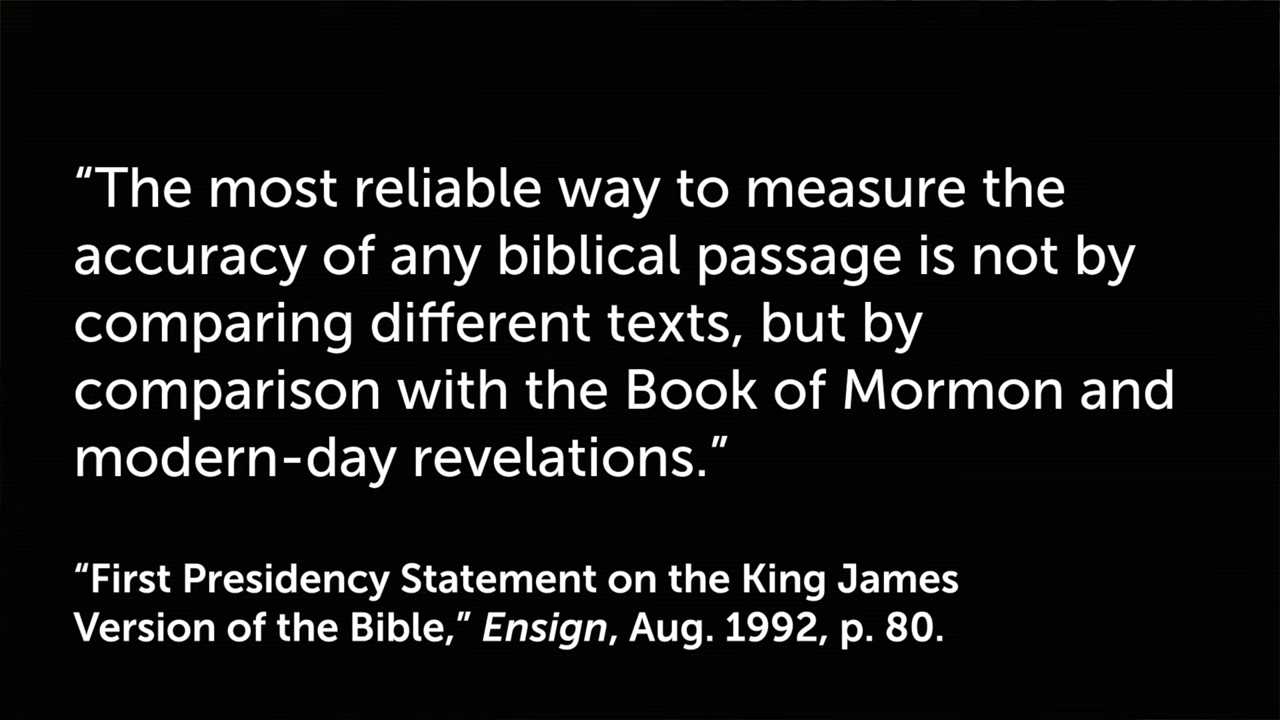 “The most reliable way to measure the
accuracy of any biblical passage is not by
comparing different texts, but by
comparison with the Book of Mormon and
modern-day revelations.”
“First Presidency Statement on the King James
Version of the Bible,” Ensign, Aug. 1992, p. 80.